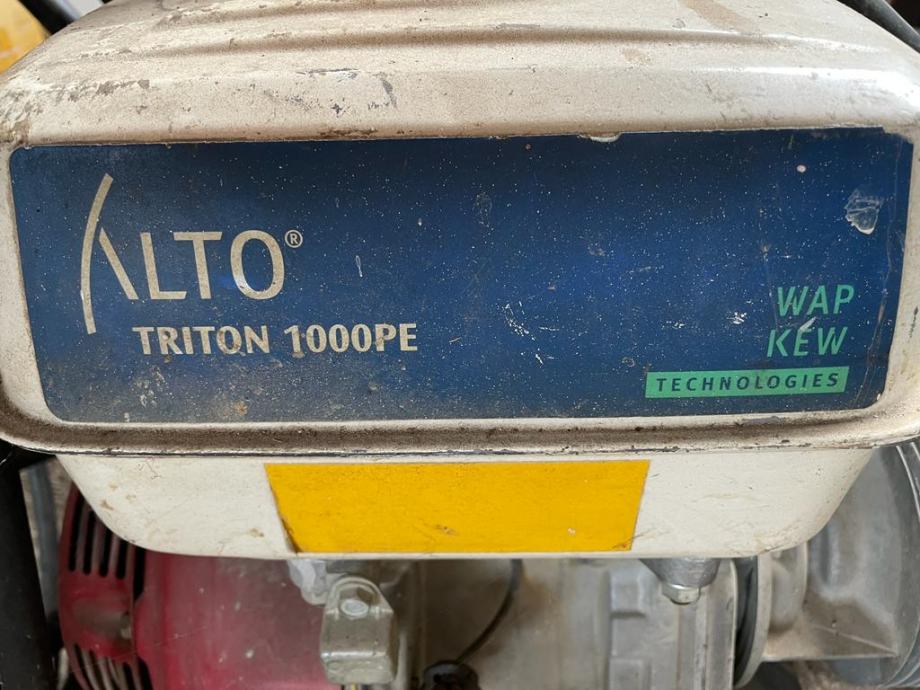 ALTO®
TRITON 1000PE
WAP
KEW
TECHNOLOGIES